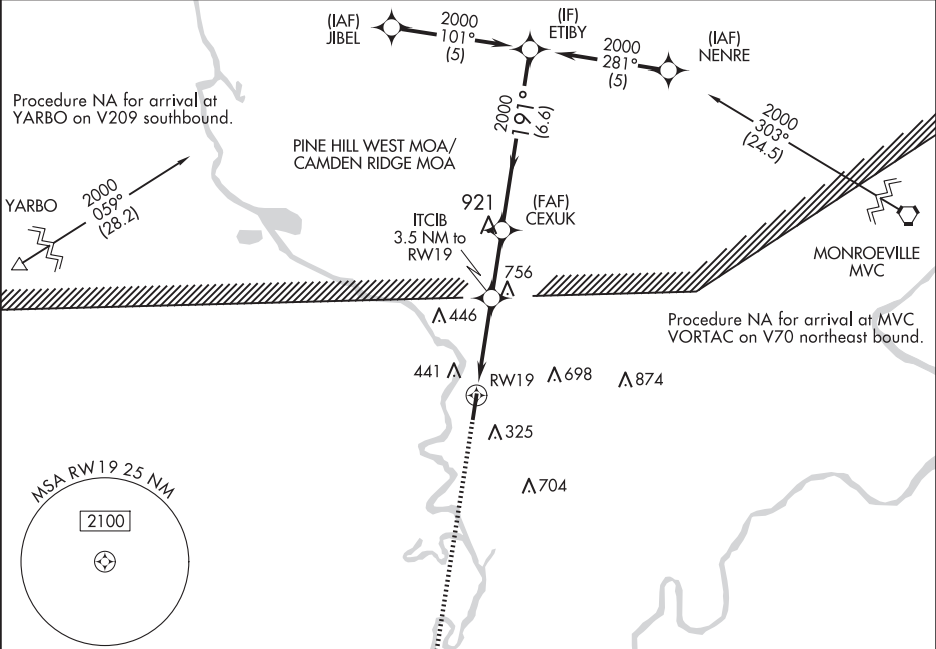 (IAF)
JIBEL
2000
101°
(5)
(IF)
ETIBY
2000
281°
(5)
(IAF)
NENRE
Procedure NA for arrival at
YARBO on V209 southbound.
2000
191°
(6.6)
2000
303°
(24.5)
PINE HILL WEST MOA/
CAMDEN RIDGE MOA
YARBO
2000
059°
(28.2)
921
(FAF)
CEXUK
ITCIB
3.5 NM to
RW19
MONROEVILLE
MVC
756
446
Procedure NA for arrival at MVC
VORTAC on V70 northeast bound.
441
RW19
698
874
325
704
MSA RW19 25 NM
2100